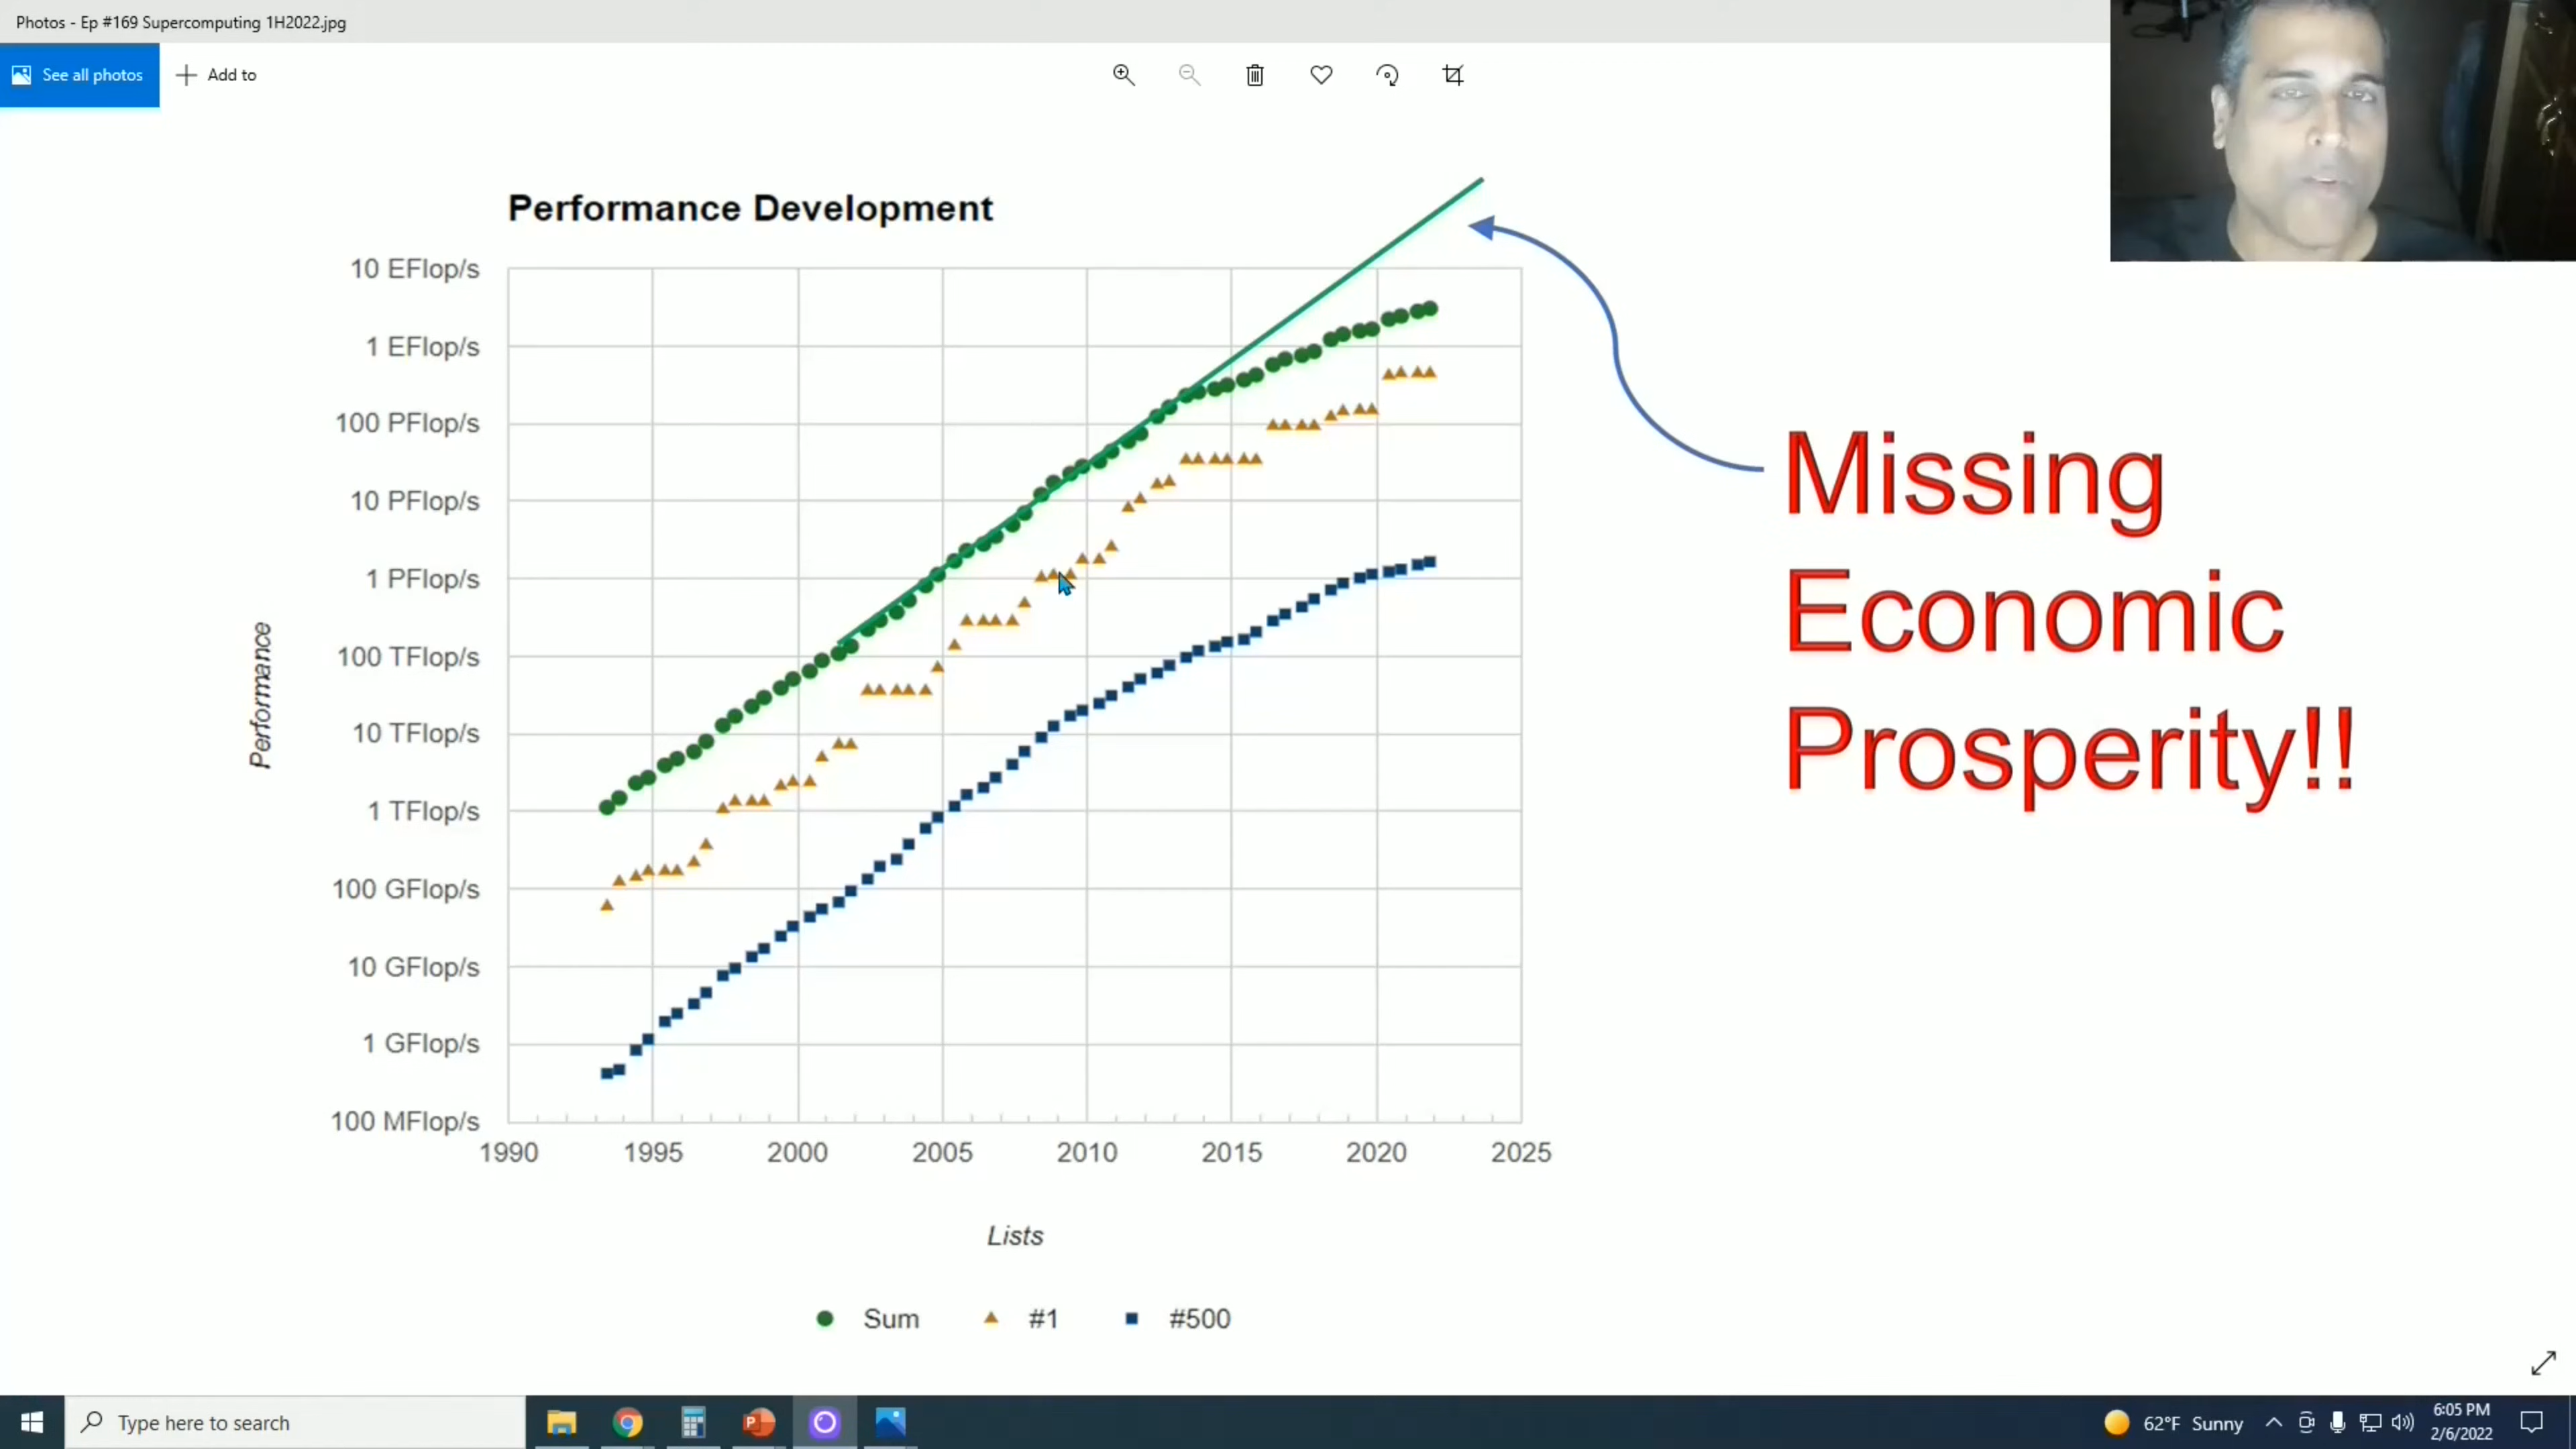 Photos - Ep #169 Supercomputing 1H2022.jpg
See all photos
Add to
Performance Development
10 EFlop/s
1 EFlop/s
100 PFlop/s
10 PFlop/s
1 PFlop/s
100 TFlop/s
10 TFlop/s
1 TFlop/s
100 GFlop/s
10 GFlop/s
1 GFlop/s
100 MFlop/s
Performance
1990 1995 2000 2005 2010 2015 2020 2025
Lists
Sum #1 #500
Missing
Economic
Prosperity!!
Type here to search
P
62°F Sunny
6:05 PM
2/6/2022